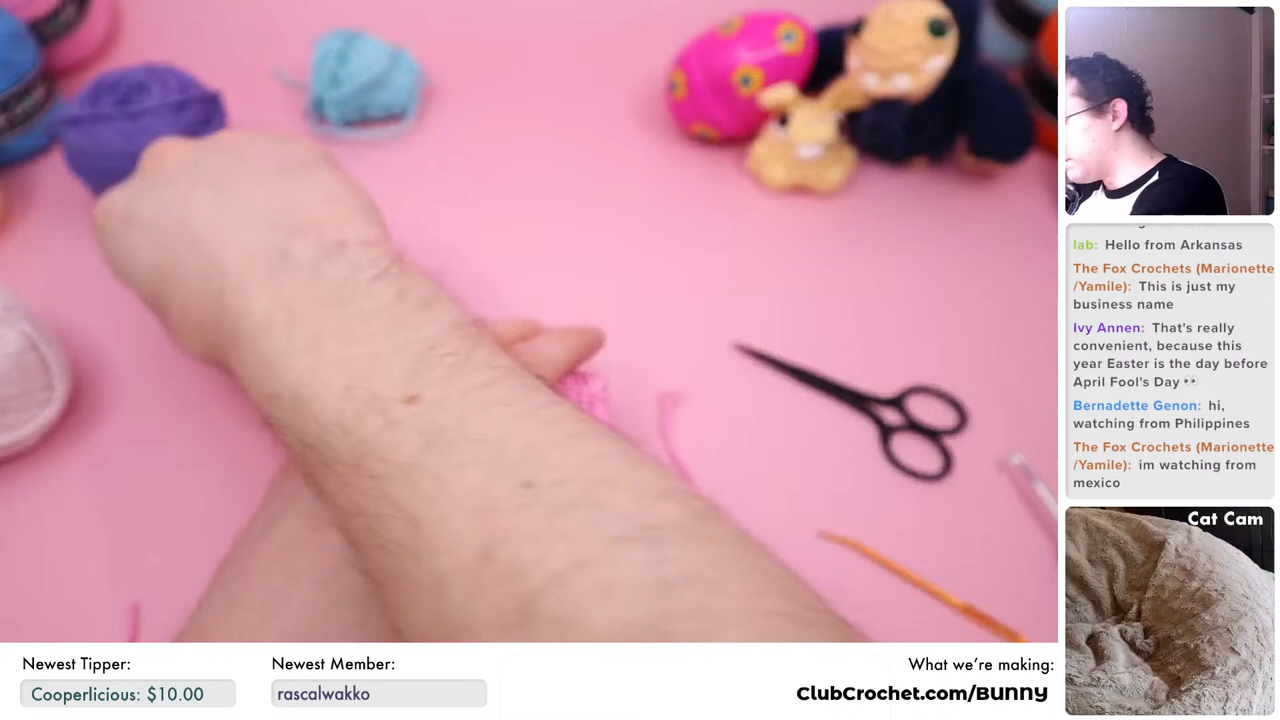 lab: Hello from Arkansas
The Fox Crochets (Marionette
/Yamile): This is just my
business name
Ivy Annen: That's really
convenient, because this
year Easter is the day before
April Fool's Day 👀
Bernadette Genon: hi,
watching from Philippines
The Fox Crochets (Marionette
/Yamile): im watching from
mexico
Cat Cam
Newest Tipper:
Cooperlicious: $10.00
Newest Member:
rascalwakko
What we're making:
ClubCrochet.com/BUNNY